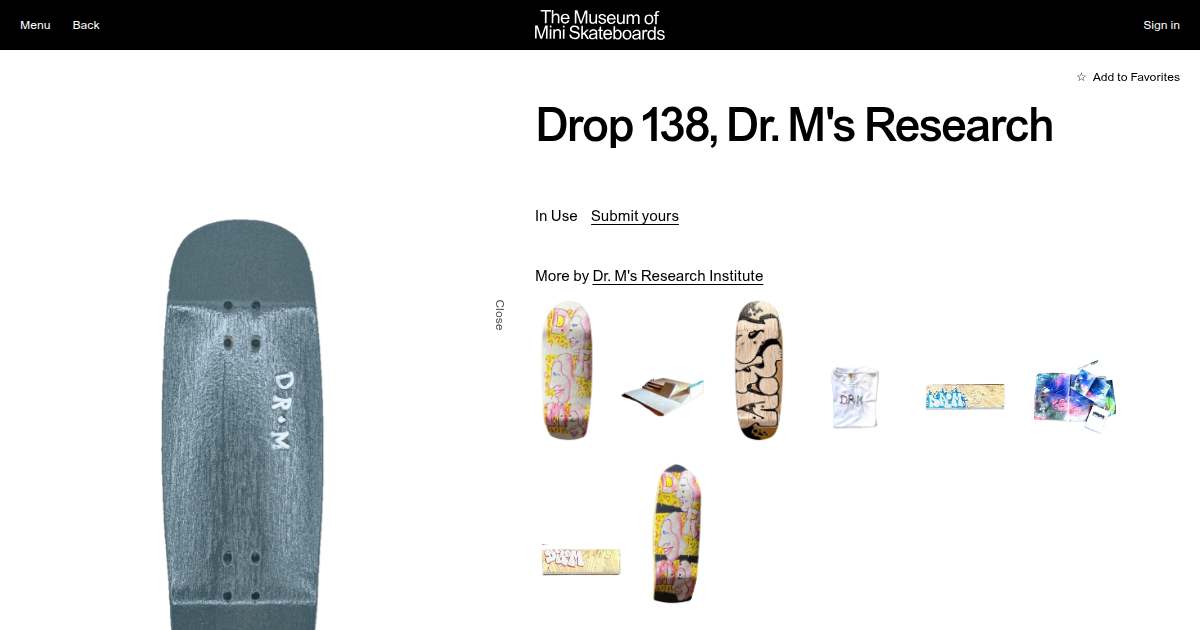 Menu
Back
The Museum of
Mini Skateboards
Sign in
☆ Add to Favorites
Drop 138, Dr. M's Research
In Use Submit yours
More by Dr. M's Research Institute
Close
DR•M
DRM